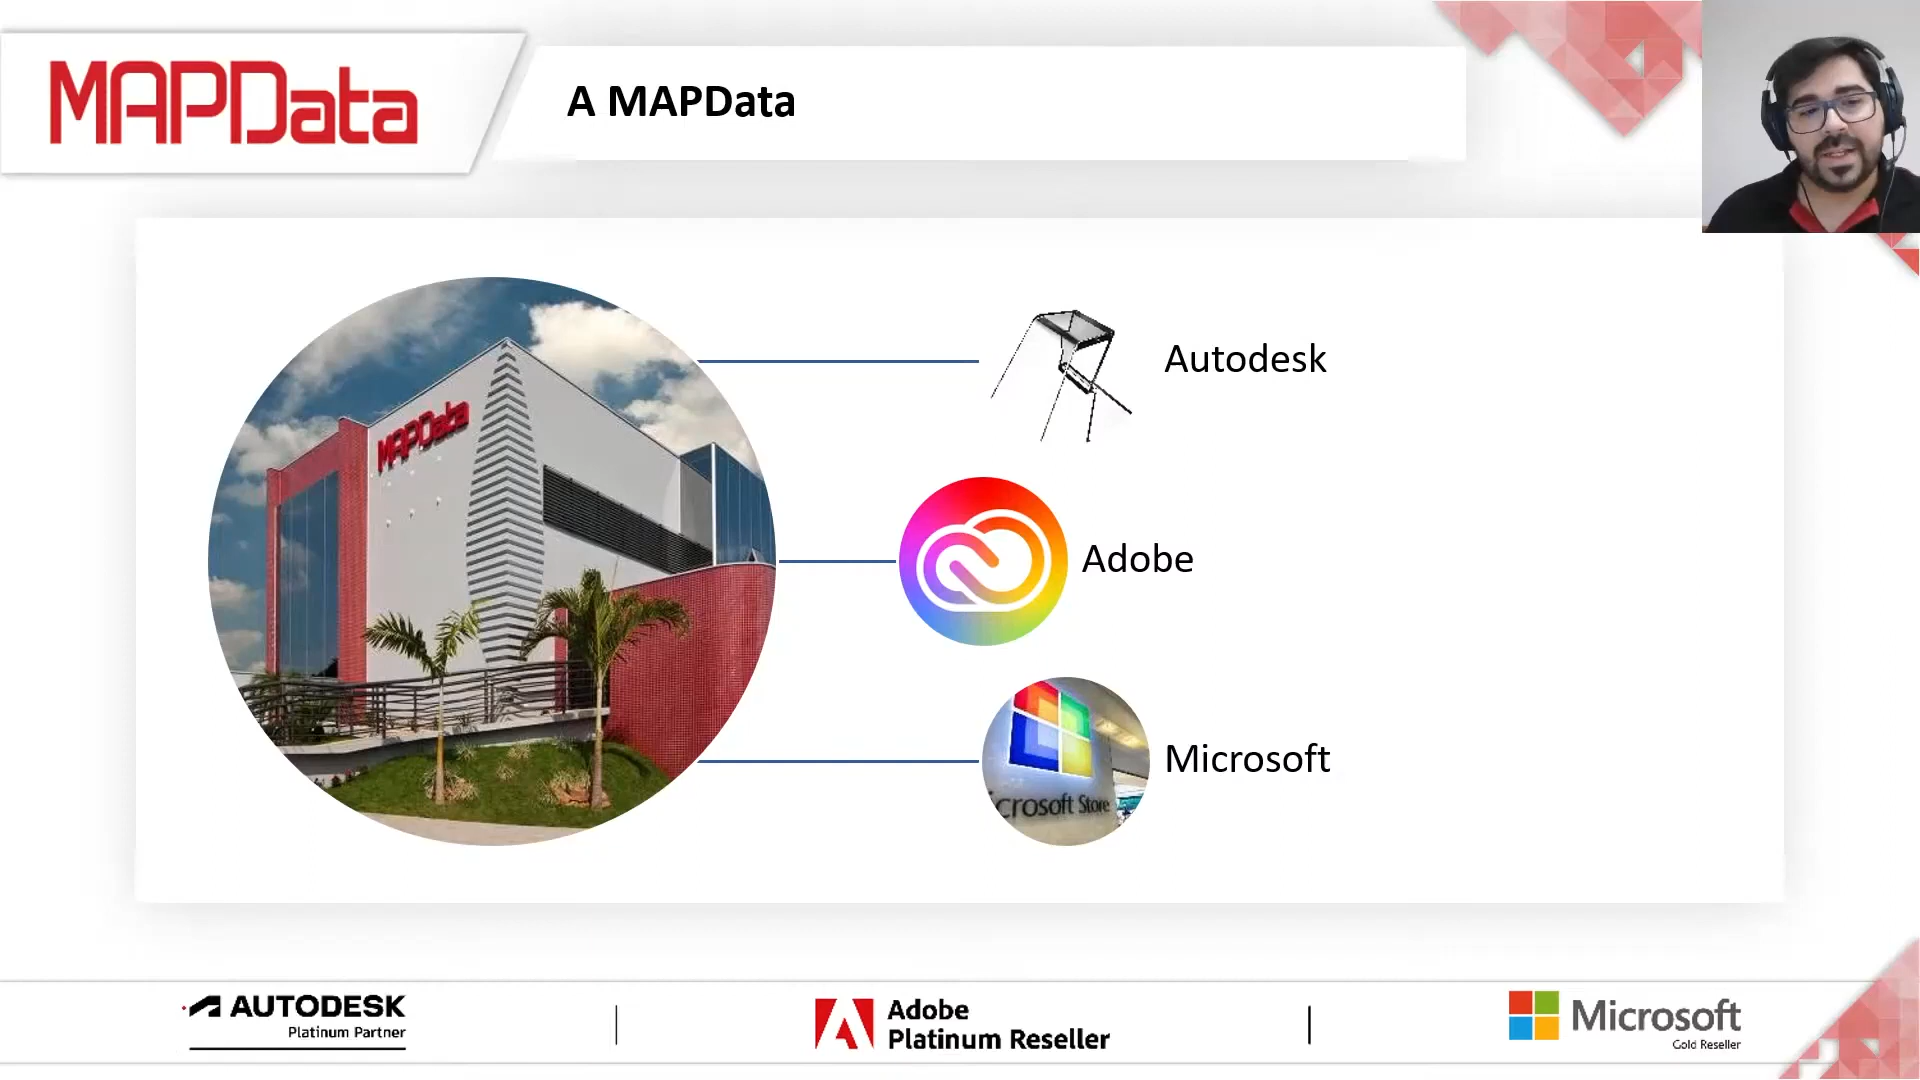 MAPData
A MAPData
MAPData
Autodesk
Adobe
Microsoft
crosoft Store
AUTODESK
Platinum Partner
Adobe
Platinum Reseller
Microsoft
Gold Reseller